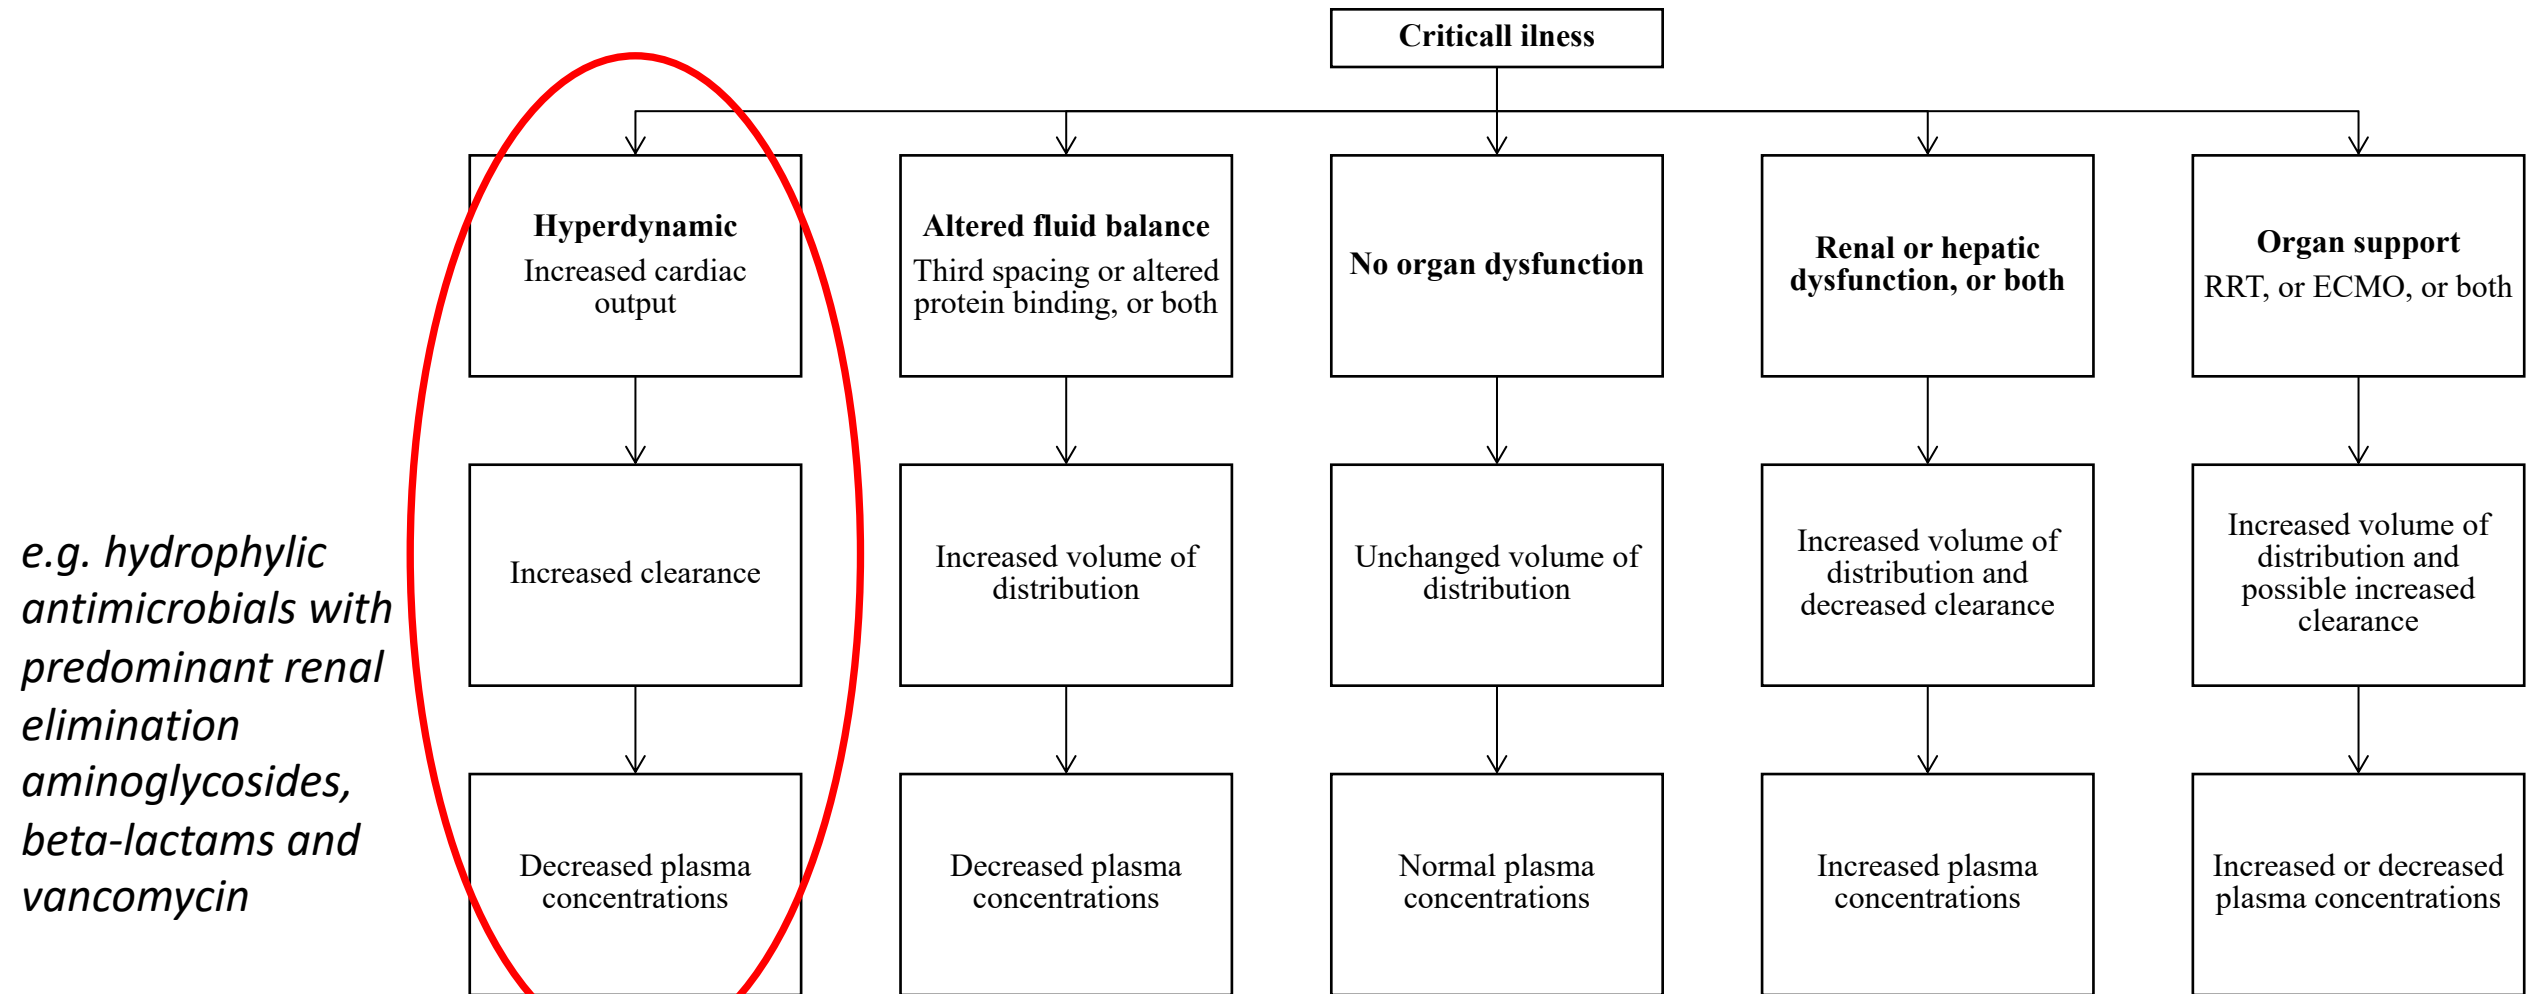 Criticall ilness
Hyperdynamic
Increased cardiac
output
Altered fluid balance
Third spacing or altered
protein binding, or both
No organ dysfunction
Renal or hepatic
dysfunction, or both
Organ support
RRT, or ECMO, or both
e.g. hydrophylic
antimicrobials with
predominant renal
elimination
aminoglycosides,
beta-lactams and
vancomycin
Increased clearance
Increased volume of
distribution
Unchanged volume of
distribution
Increased volume of
distribution and
decreased clearance
Increased volume of
distribution and
possible increased
clearance
Decreased plasma
concentrations
Decreased plasma
concentrations
Normal plasma
concentrations
Increased plasma
concentrations
Increased or decreased
plasma concentrations